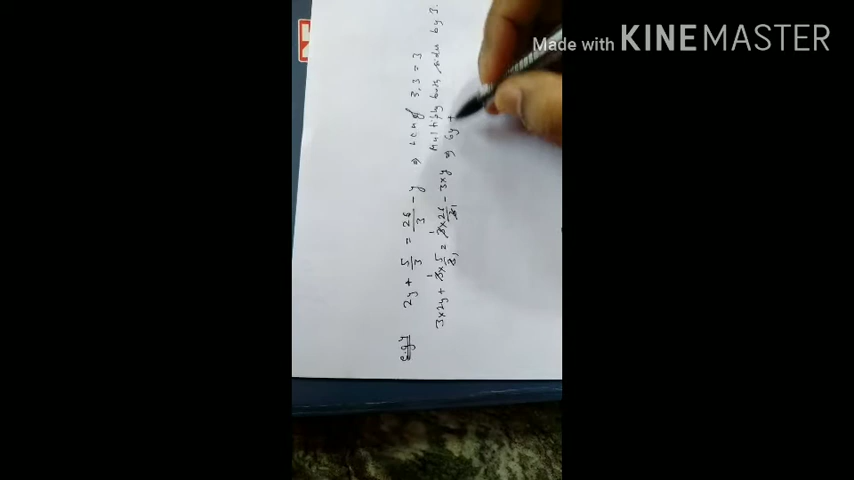 Made with KINEMASTER
e.g 4 2y + 5/3 = 26/3 - y ⇒ LCM of 3, 3 = 3
Multiply both sides by 3.
3×2y + 3×5/3 = 3×26/3 - 3×y ⇒ 6y +